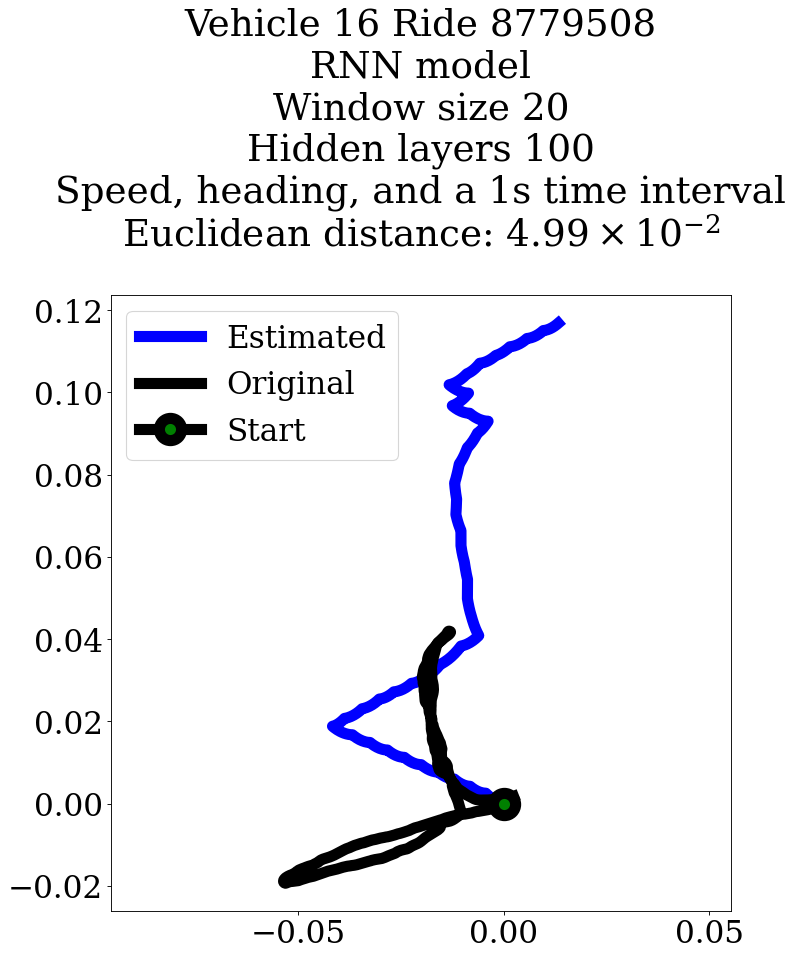 Vehicle 16 Ride 8779508
RNN model
Window size 20
Hidden layers 100
Speed, heading, and a 1s time interval
Euclidean distance: 4.99 × 10⁻²
Estimated
Original
Start
0.12
0.10
0.08
0.06
0.04
0.02
0.00
−0.02
−0.05 0.00 0.05